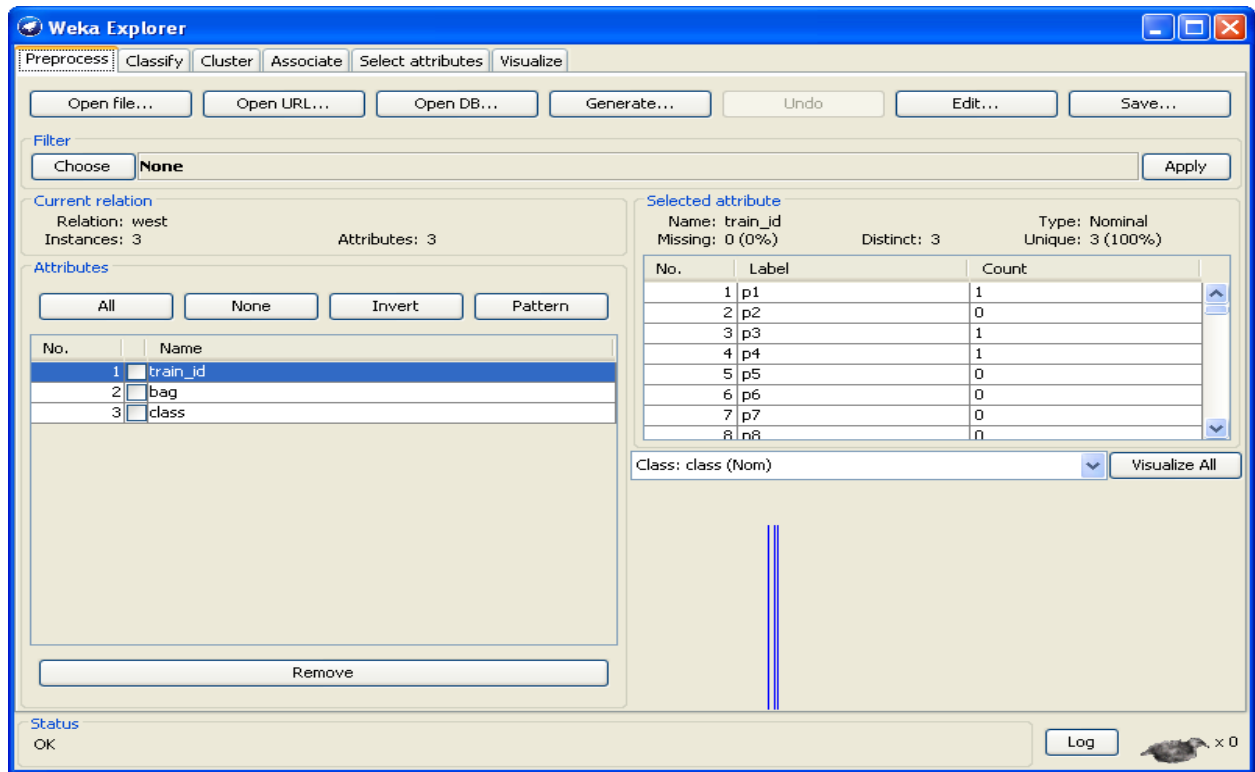 Weka Explorer
Preprocess Classify Cluster Associate Select attributes Visualize
Open file... Open URL... Open DB... Generate... Undo Edit... Save...
Filter
Choose None Apply
Current relation
Relation: west
Instances: 3 Attributes: 3
Attributes
All None Invert Pattern
No. Name
1 train_id
2 bag
3 class
Remove
Selected attribute
Name: train_id Type: Nominal
Missing: 0 (0%) Distinct: 3 Unique: 3 (100%)
No. Label Count
1 p1 1
2 p2 0
3 p3 1
4 p4 1
5 p5 0
6 p6 0
7 p7 0
8 p8 0
Class: class (Nom) Visualize All
Status
OK
Log x 0